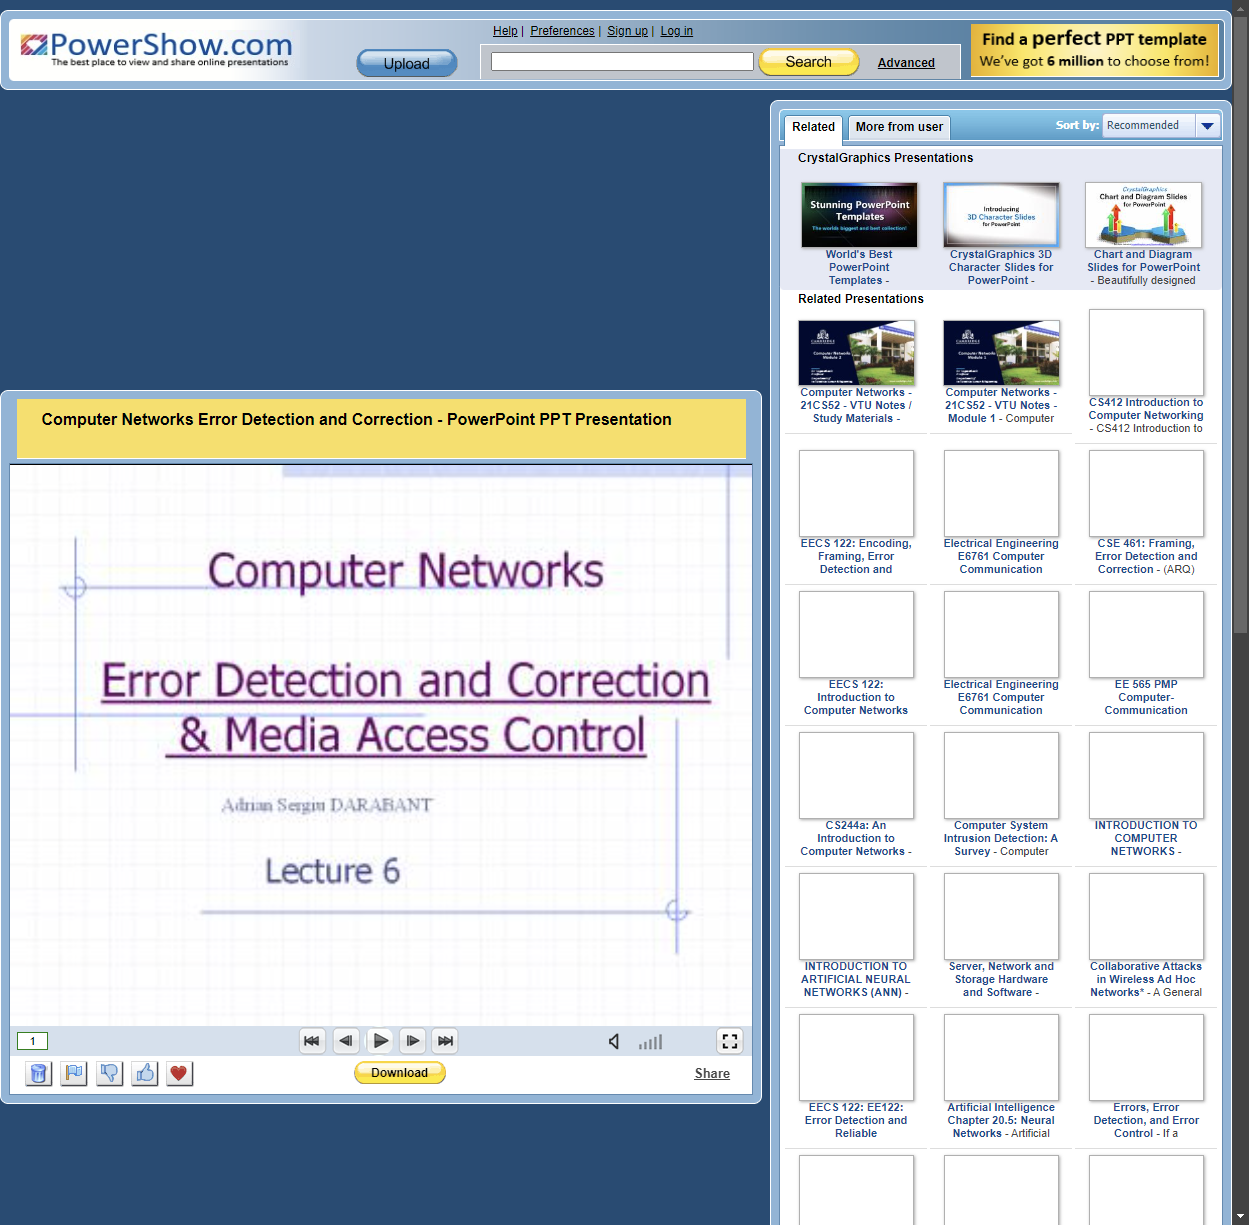 PowerShow.com
The best place to view and share online presentations
Upload
Help | Preferences | Sign up | Log in
Search
Advanced
Find a perfect PPT template
We've got 6 million to choose from!
Related
More from user
Sort by:
Recommended
CrystalGraphics Presentations
Stunning PowerPoint
Templates
The worlds biggest and best collection!
World's Best
PowerPoint
Templates -
Introducing
3D Character Slides
for PowerPoint
CrystalGraphics 3D
Character Slides for
PowerPoint -
CrystalGraphics
Chart and Diagram Slides
for PowerPoint
Chart and Diagram
Slides for PowerPoint
- Beautifully designed
Related Presentations
Computer Networks
Module 2
Computer Networks -
21CS52 - VTU Notes /
Study Materials -
Computer Networks
Module 1
Computer Networks -
21CS52 - VTU Notes -
Module 1 - Computer
CS412 Introduction to
Computer Networking
- CS412 Introduction to
EECS 122: Encoding,
Framing, Error
Detection and
Electrical Engineering
E6761 Computer
Communication
CSE 461: Framing,
Error Detection and
Correction - (ARQ)
EECS 122:
Introduction to
Computer Networks
Electrical Engineering
E6761 Computer
Communication
EE 565 PMP
Computer-
Communication
CS244a: An
Introduction to
Computer Networks -
Computer System
Intrusion Detection: A
Survey - Computer
INTRODUCTION TO
COMPUTER
NETWORKS -
INTRODUCTION TO
ARTIFICIAL NEURAL
NETWORKS (ANN) -
Server, Network and
Storage Hardware
and Software -
Collaborative Attacks
in Wireless Ad Hoc
Networks* - A General
EECS 122: EE122:
Error Detection and
Reliable
Artificial Intelligence
Chapter 20.5: Neural
Networks - Artificial
Errors, Error
Detection, and Error
Control - If a
Computer Networks Error Detection and Correction - PowerPoint PPT Presentation
Computer Networks
Error Detection and Correction
& Media Access Control
Adrian Sergiu DARABANT
Lecture 6
1
Download
Share